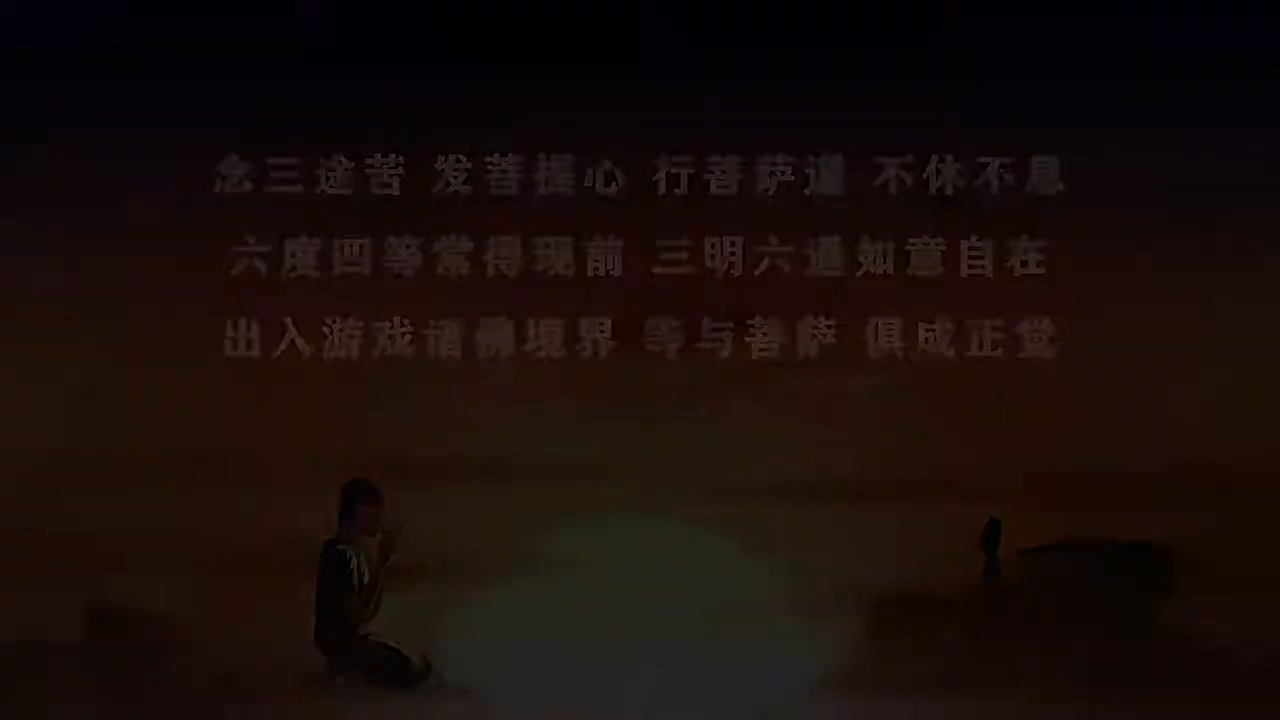 念三途苦 发菩提心 行菩萨道 不休不息
六度四等常得现前 三明六通如意自在
出入游戏诸佛境界 等与菩萨 俱成正觉